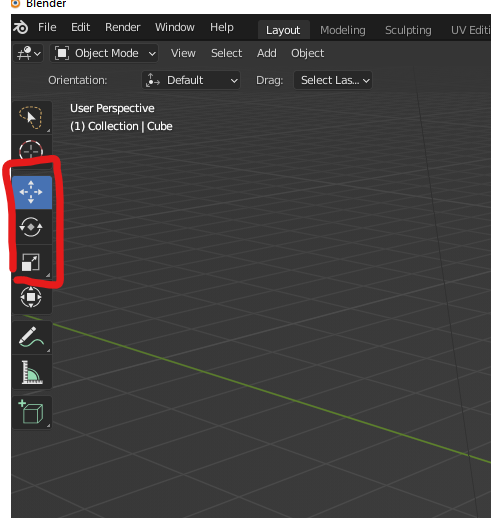 Blender
File Edit Render Window Help Layout Modeling Sculpting UV Editi
Object Mode View Select Add Object
Orientation: Default Drag: Select Las...
User Perspective
(1) Collection | Cube